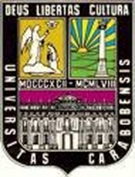 DEUS LIBERTAS CULTURA
MDCCCXCII - MCMLVIII
UNIVERSITAS CARABOBENSIS